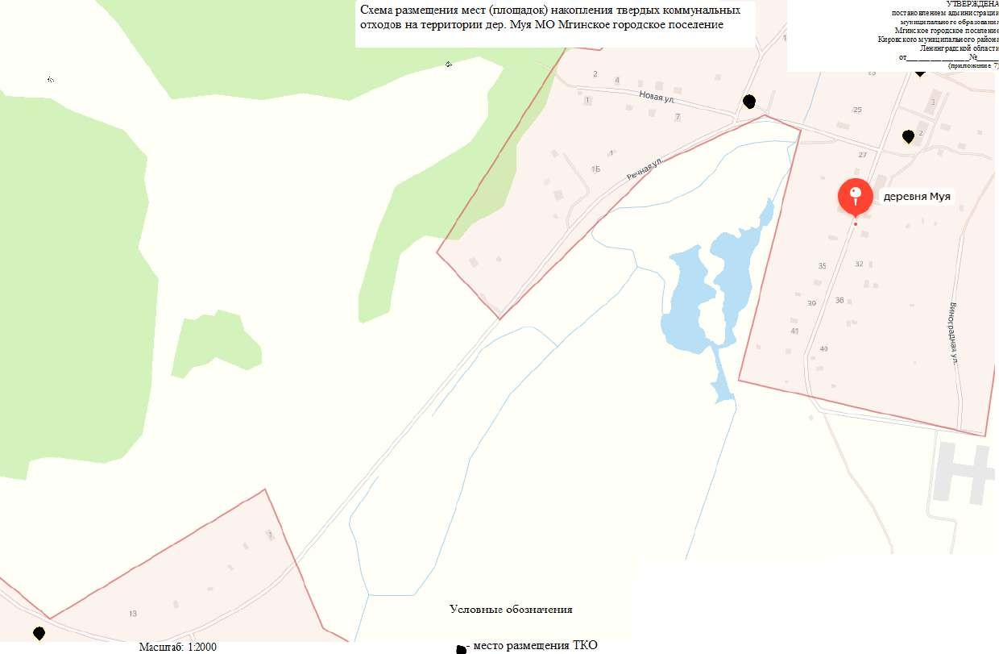 Схема размещения мест (площадок) накопления твердых коммунальных
отходов на территории дер. Муя МО Мгинское городское поселение
УТВЕРЖДЕНА
постановлением администрации
муниципального образования
Мгинское городское поселение
Кировского муниципального района
Ленинградской области
от________________№_____
(приложение 7)
2
4
Новая ул.
1
7
25
3
2
27
1Б
Речная ул.
деревня Муя
35
32
39
36
41
40
Виноградная ул.
1
13
Условные обозначения
Масштаб: 1:2000
- место размещения ТКО